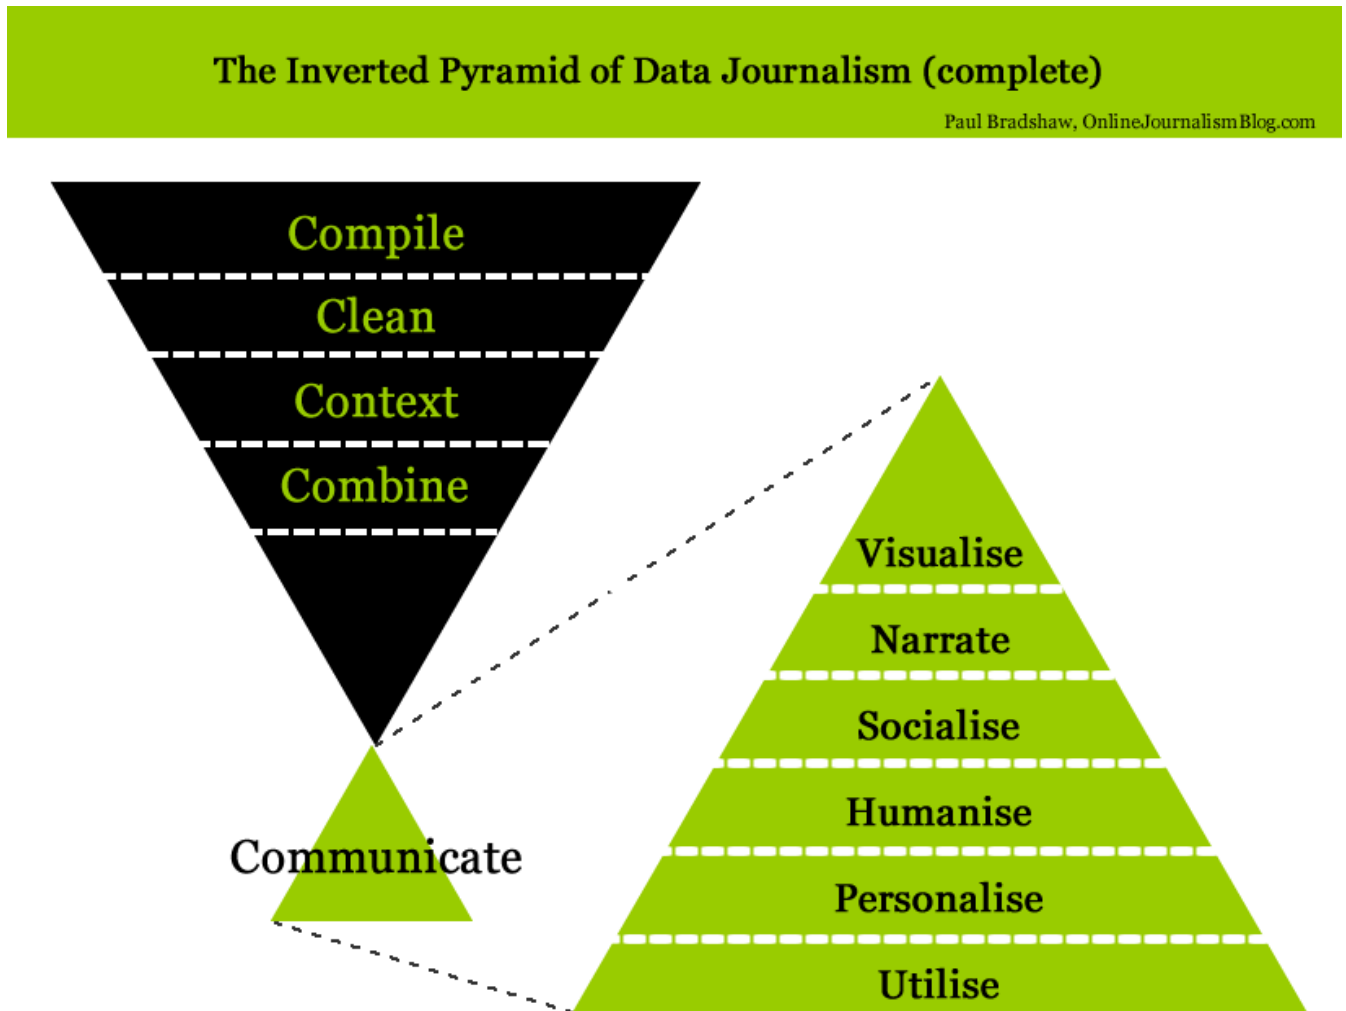 The Inverted Pyramid of Data Journalism (complete)
Paul Bradshaw, OnlineJournalismBlog.com
Compile
Clean
Context
Combine
Communicate
Visualise
Narrate
Socialise
Humanise
Personalise
Utilise